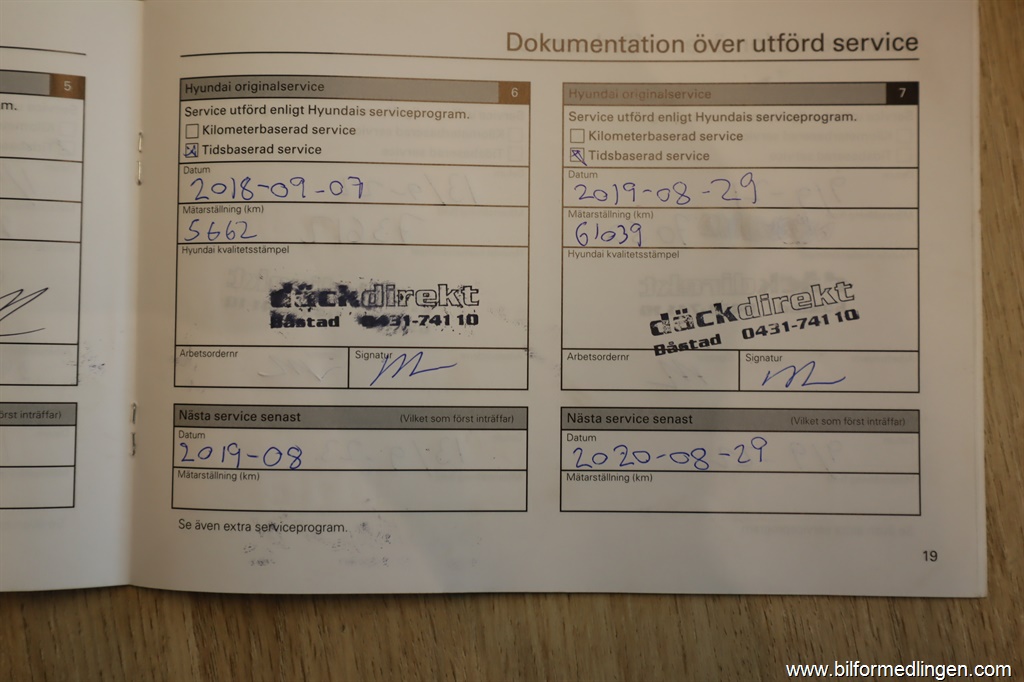 Dokumentation över utförd service
5
m.
örst inträffar)
Hyundai originalservice 6
Service utförd enligt Hyundais serviceprogram.
Kilometerbaserad service
Tidsbaserad service
Datum
2018-09-07
Mätarställning (km)
5662
Hyundai kvalitetsstämpel
däckdirekt
Båstad 0431-741 10
Arbetsordernr Signatur
Nästa service senast (Vilket som först inträffar)
Datum
2019-08
Mätarställning (km)
Se även extra serviceprogram.
Hyundai originalservice 7
Service utförd enligt Hyundais serviceprogram.
Kilometerbaserad service
Tidsbaserad service
Datum
2019-08-29
Mätarställning (km)
61039
Hyundai kvalitetsstämpel
däckdirekt
Båstad 0431-741 10
Arbetsordernr Signatur
Nästa service senast (Vilket som först inträffar)
Datum
2020-08-29
Mätarställning (km)
19
www.bilformedlingen.com